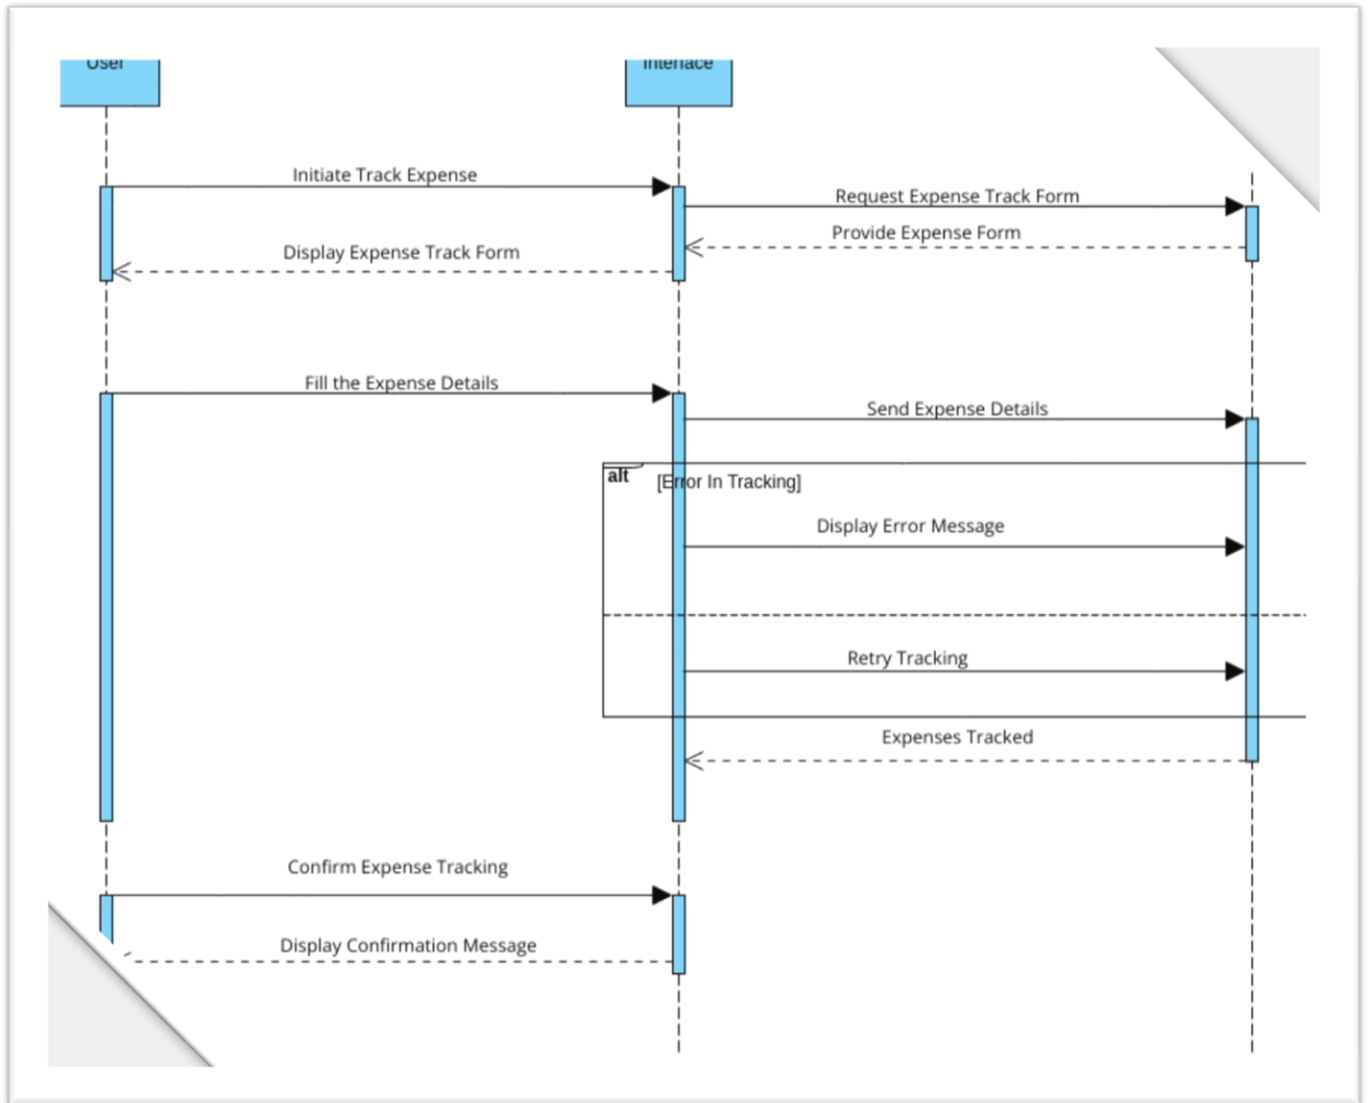 User
Interface
Initiate Track Expense
Request Expense Track Form
Provide Expense Form
Display Expense Track Form
Fill the Expense Details
Send Expense Details
alt
[Error In Tracking]
Display Error Message
Retry Tracking
Expenses Tracked
Confirm Expense Tracking
Display Confirmation Message